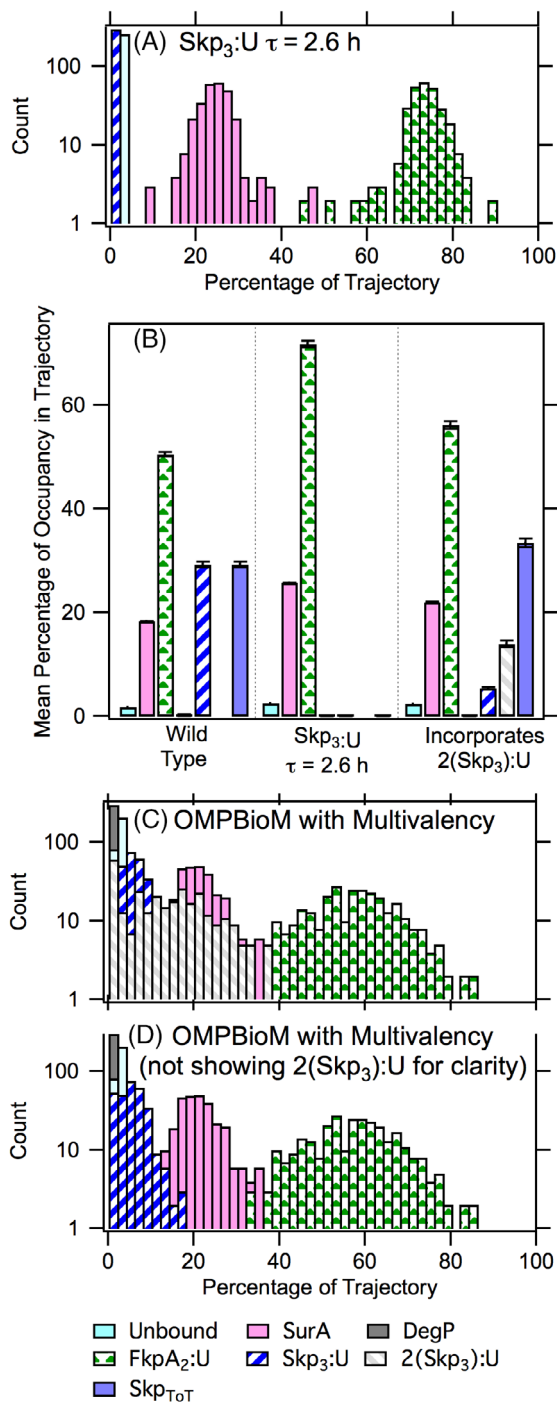 (A) Skp3:U τ = 2.6 h
100
10
1
Count
0 20 40 60 80 100
Percentage of Trajectory
(B)
60
40
20
0
Mean Percentage of Occupancy in Trajectory
Wild Type
Skp3:U τ = 2.6 h
Incorporates 2(Skp3):U
(C) OMPBioM with Multivalency
100
10
1
Count
(D) OMPBioM with Multivalency
(not showing 2(Skp3):U for clarity)
100
10
1
Count
0 20 40 60 80 100
Percentage of Trajectory
Unbound SurA DegP
FkpA2:U Skp3:U 2(Skp3):U
SkpToT